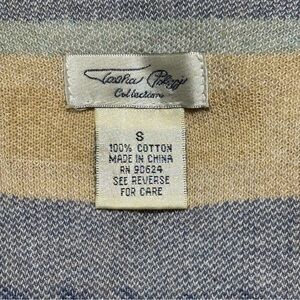 Tasha Polizzi
Collection
S
100% COTTON
MADE IN CHINA
RN 90624
SEE REVERSE
FOR CARE